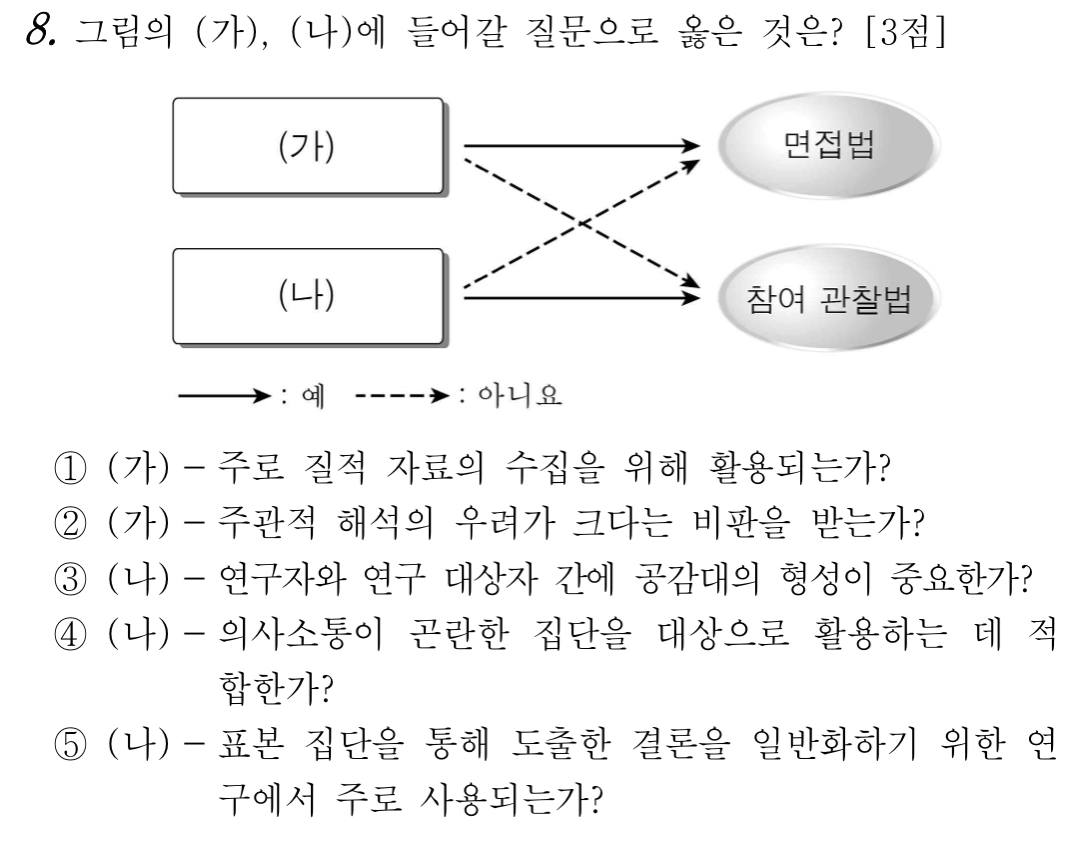 8. 그림의 (가), (나)에 들어갈 질문으로 옳은 것은? [3점]
(가)
면접법
(나)
참여 관찰법
: 예
: 아니요
① (가) – 주로 질적 자료의 수집을 위해 활용되는가?
② (가) – 주관적 해석의 우려가 크다는 비판을 받는가?
③ (나) – 연구자와 연구 대상자 간에 공감대의 형성이 중요한가?
④ (나) – 의사소통이 곤란한 집단을 대상으로 활용하는 데 적
합한가?
⑤ (나) – 표본 집단을 통해 도출한 결론을 일반화하기 위한 연
구에서 주로 사용되는가?